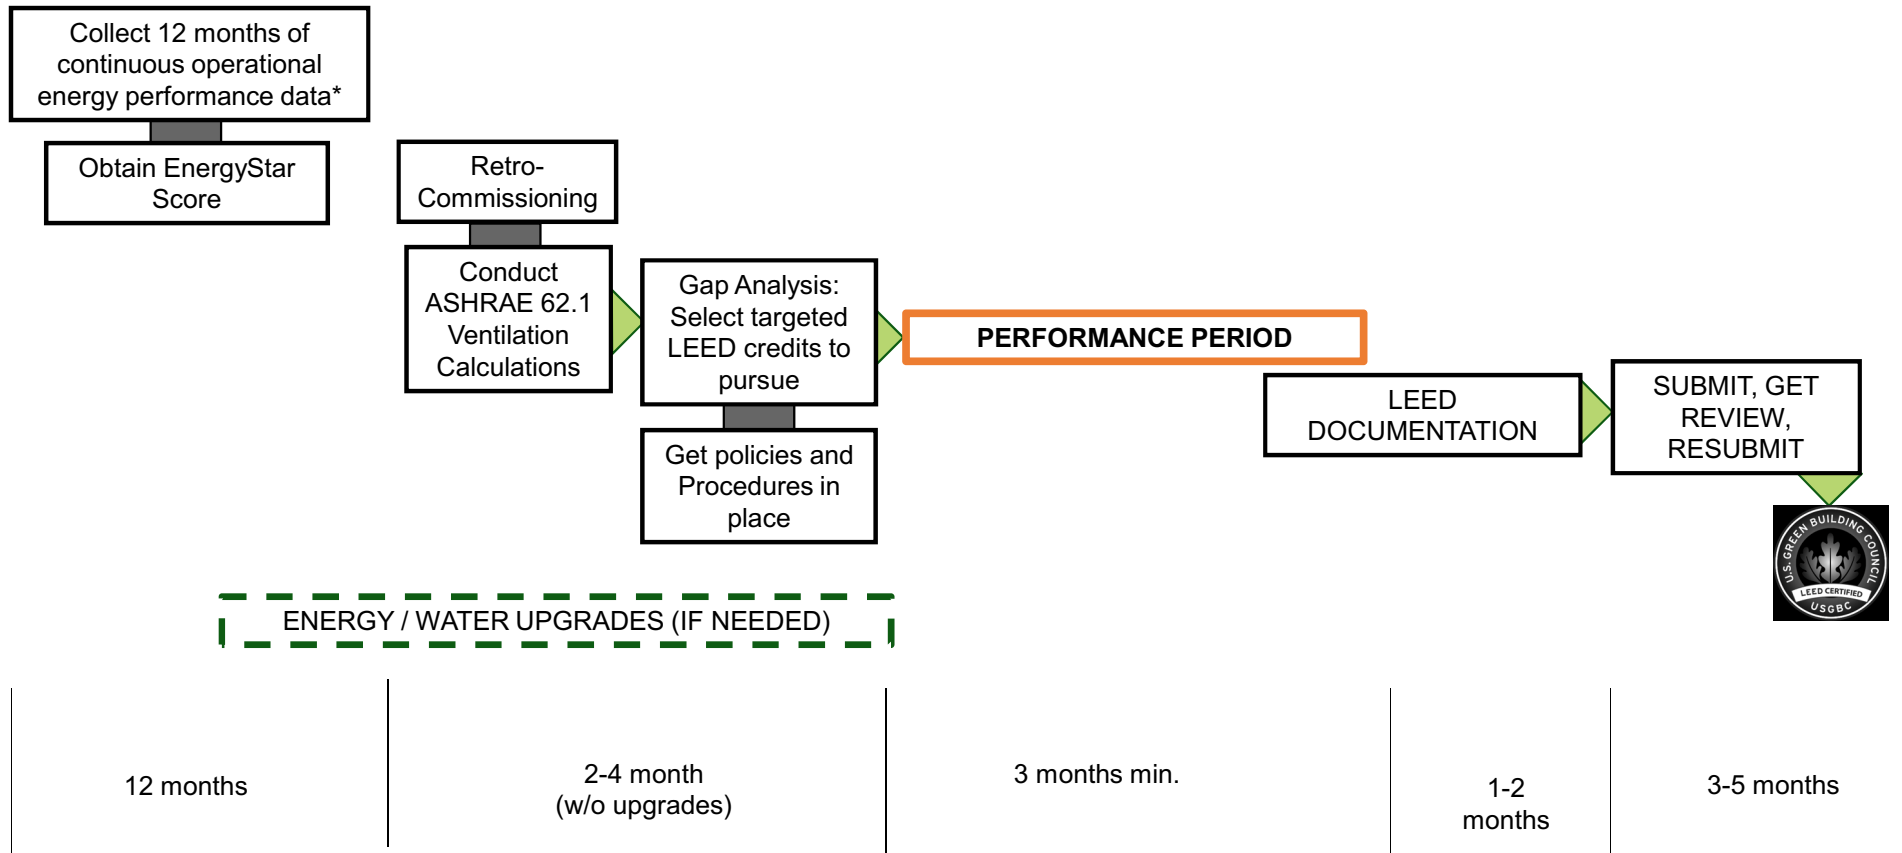 Collect 12 months of
continuous operational
energy performance data*
Obtain EnergyStar
Score
Retro-
Commissioning
Conduct
ASHRAE 62.1
Ventilation
Calculations
Gap Analysis:
Select targeted
LEED credits to
pursue
Get policies and
Procedures in
place
PERFORMANCE PERIOD
LEED
DOCUMENTATION
SUBMIT, GET
REVIEW,
RESUBMIT
U.S. GREEN BUILDING COUNCIL
LEED CERTIFIED
USGBC
ENERGY / WATER UPGRADES (IF NEEDED)
12 months
2-4 month
(w/o upgrades)
3 months min.
1-2
months
3-5 months